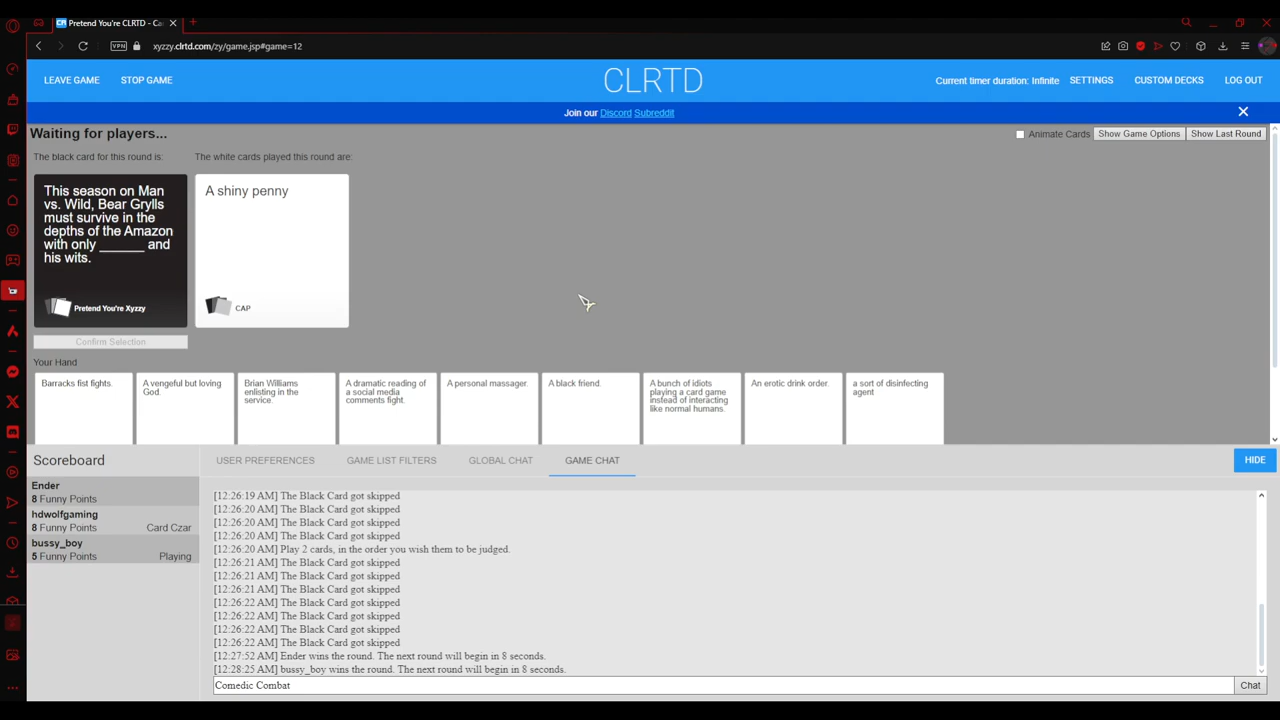 Pretend You're CLRTD - Ca
VPN
xyzzy.clrtd.com/zy/game.jsp#game=12
LEAVE GAME
STOP GAME
CLRTD
Current timer duration: Infinite
SETTINGS
CUSTOM DECKS
LOG OUT
Join our Discord Subreddit
Waiting for players...
Animate Cards
Show Game Options
Show Last Round
The black card for this round is:
The white cards played this round are:
This season on Man
vs. Wild, Bear Grylls
must survive in the
depths of the Amazon
with only ______ and
his wits.
Pretend You're Xyzzy
A shiny penny
CAP
Confirm Selection
Your Hand
Barracks fist fights.
A vengeful but loving
God.
Brian Williams
enlisting in the
service.
A dramatic reading of
a social media
comments fight.
A personal massager.
A black friend.
A bunch of idiots
playing a card game
instead of interacting
like normal humans.
An erotic drink order.
a sort of disinfecting
agent
Scoreboard
USER PREFERENCES
GAME LIST FILTERS
GLOBAL CHAT
GAME CHAT
HIDE
Ender
8 Funny Points
hdwolfgaming
8 Funny Points
Card Czar
bussy_boy
5 Funny Points
Playing
[12:26:19 AM] The Black Card got skipped
[12:26:20 AM] The Black Card got skipped
[12:26:20 AM] The Black Card got skipped
[12:26:20 AM] The Black Card got skipped
[12:26:20 AM] Play 2 cards, in the order you wish them to be judged.
[12:26:21 AM] The Black Card got skipped
[12:26:21 AM] The Black Card got skipped
[12:26:21 AM] The Black Card got skipped
[12:26:22 AM] The Black Card got skipped
[12:26:22 AM] The Black Card got skipped
[12:26:22 AM] The Black Card got skipped
[12:26:22 AM] The Black Card got skipped
[12:27:52 AM] Ender wins the round. The next round will begin in 8 seconds.
[12:28:25 AM] bussy_boy wins the round. The next round will begin in 8 seconds.
Comedic Combat
Chat